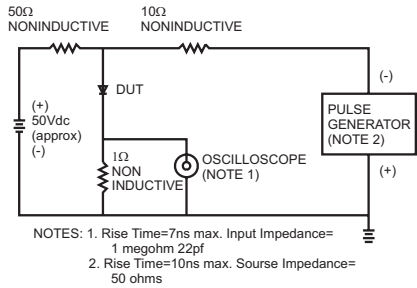 50Ω
NONINDUCTIVE
10Ω
NONINDUCTIVE
DUT
(+)
50Vdc
(approx)
(-)
1Ω
NON
INDUCTIVE
OSCILLOSCOPE
(NOTE 1)
(-)
PULSE
GENERATOR
(NOTE 2)
(+)
NOTES: 1. Rise Time=7ns max. Input Impedance=
1 megohm 22pf
2. Rise Time=10ns max. Sourse Impedance=
50 ohms